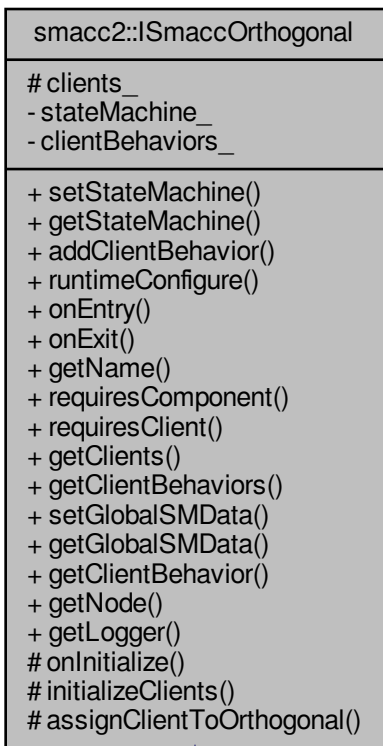 smacc2::ISmaccOrthogonal
# clients_
- stateMachine_
- clientBehaviors_
+ setStateMachine()
+ getStateMachine()
+ addClientBehavior()
+ runtimeConfigure()
+ onEntry()
+ onExit()
+ getName()
+ requiresComponent()
+ requiresClient()
+ getClients()
+ getClientBehaviors()
+ setGlobalSMData()
+ getGlobalSMData()
+ getClientBehavior()
+ getNode()
+ getLogger()
# onInitialize()
# initializeClients()
# assignClientToOrthogonal()